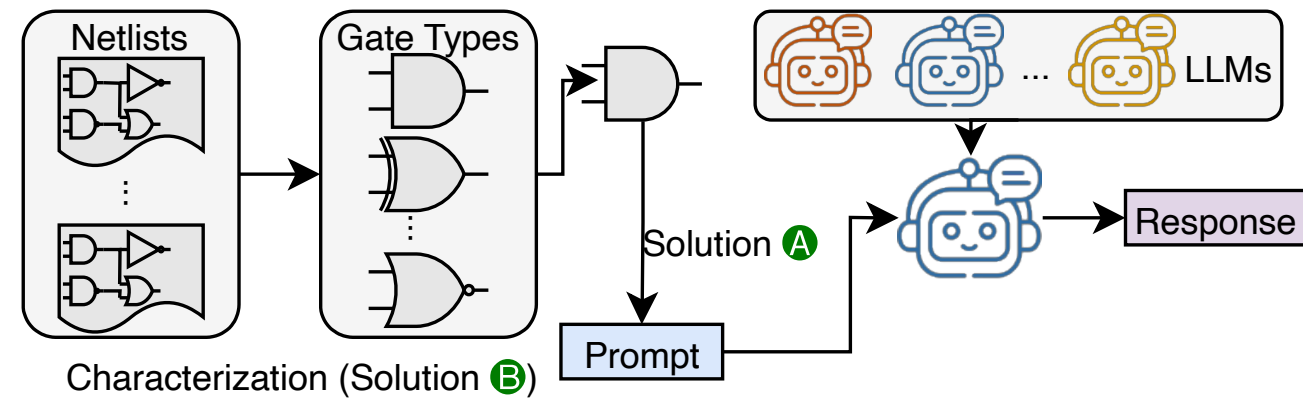 Netlists
Gate Types
... LLMs
Solution A
Response
Prompt
Characterization (Solution B)